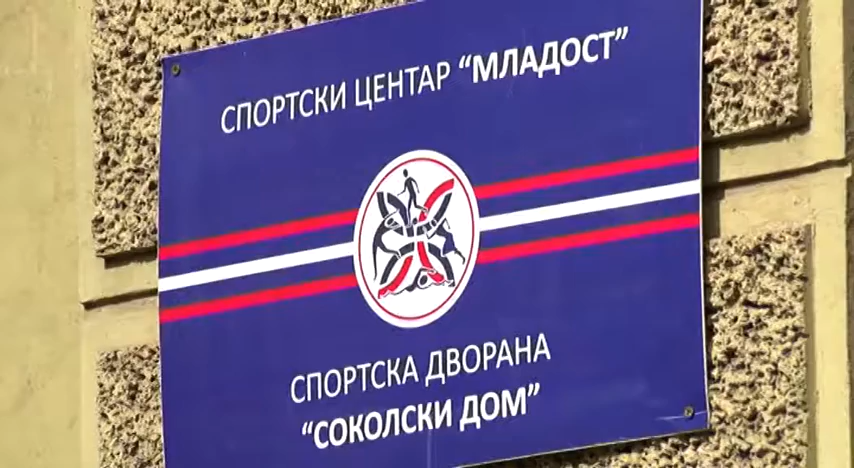 СПОРТСКИ ЦЕНТАР “МЛАДОСТ”
СПОРТСКА ДВОРАНА
“СОКОЛСКИ ДОМ”